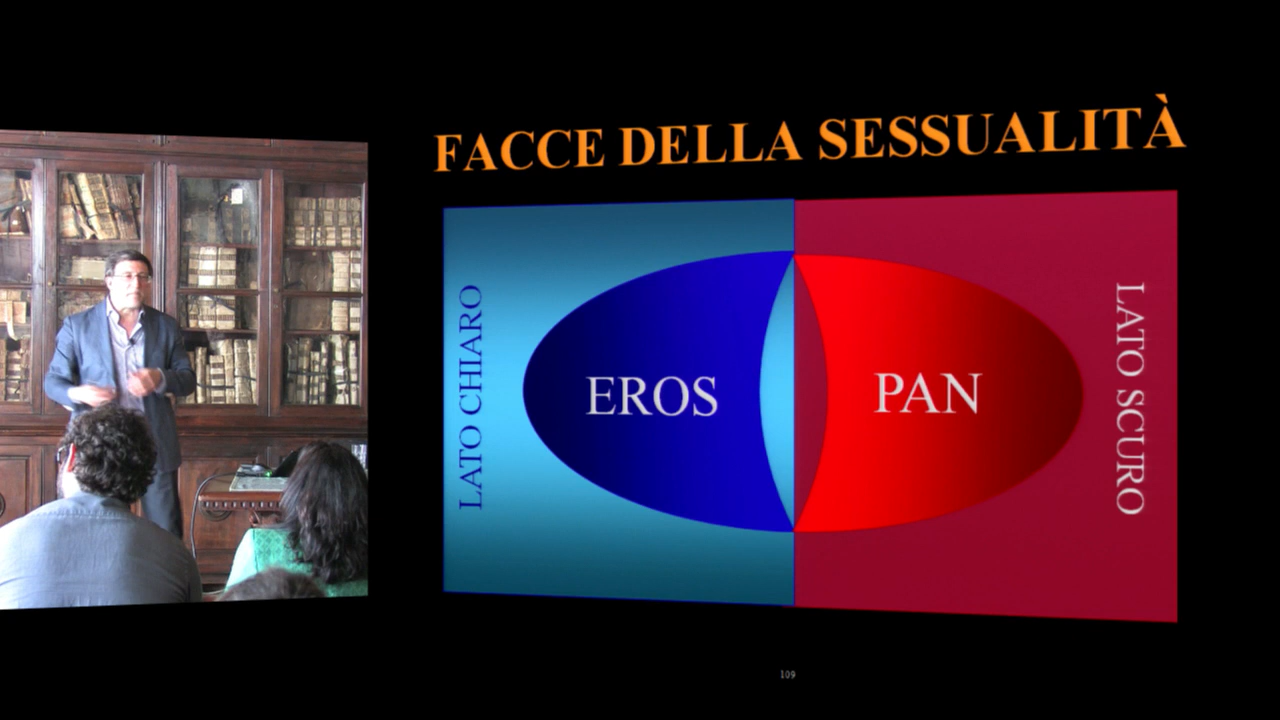 FACCE DELLA SESSUALITÀ
LATO CHIARO
EROS
PAN
LATO SCURO
109